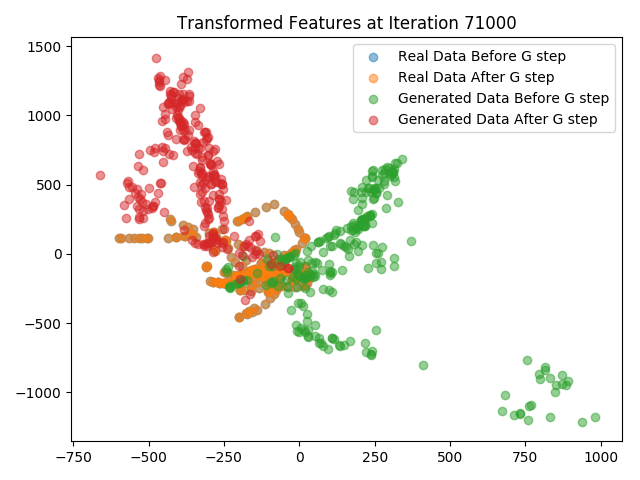 Transformed Features at Iteration 71000
Real Data Before G step
Real Data After G step
Generated Data Before G step
Generated Data After G step
1500
1000
500
0
−500
−1000
−750 −500 −250 0 250 500 750 1000